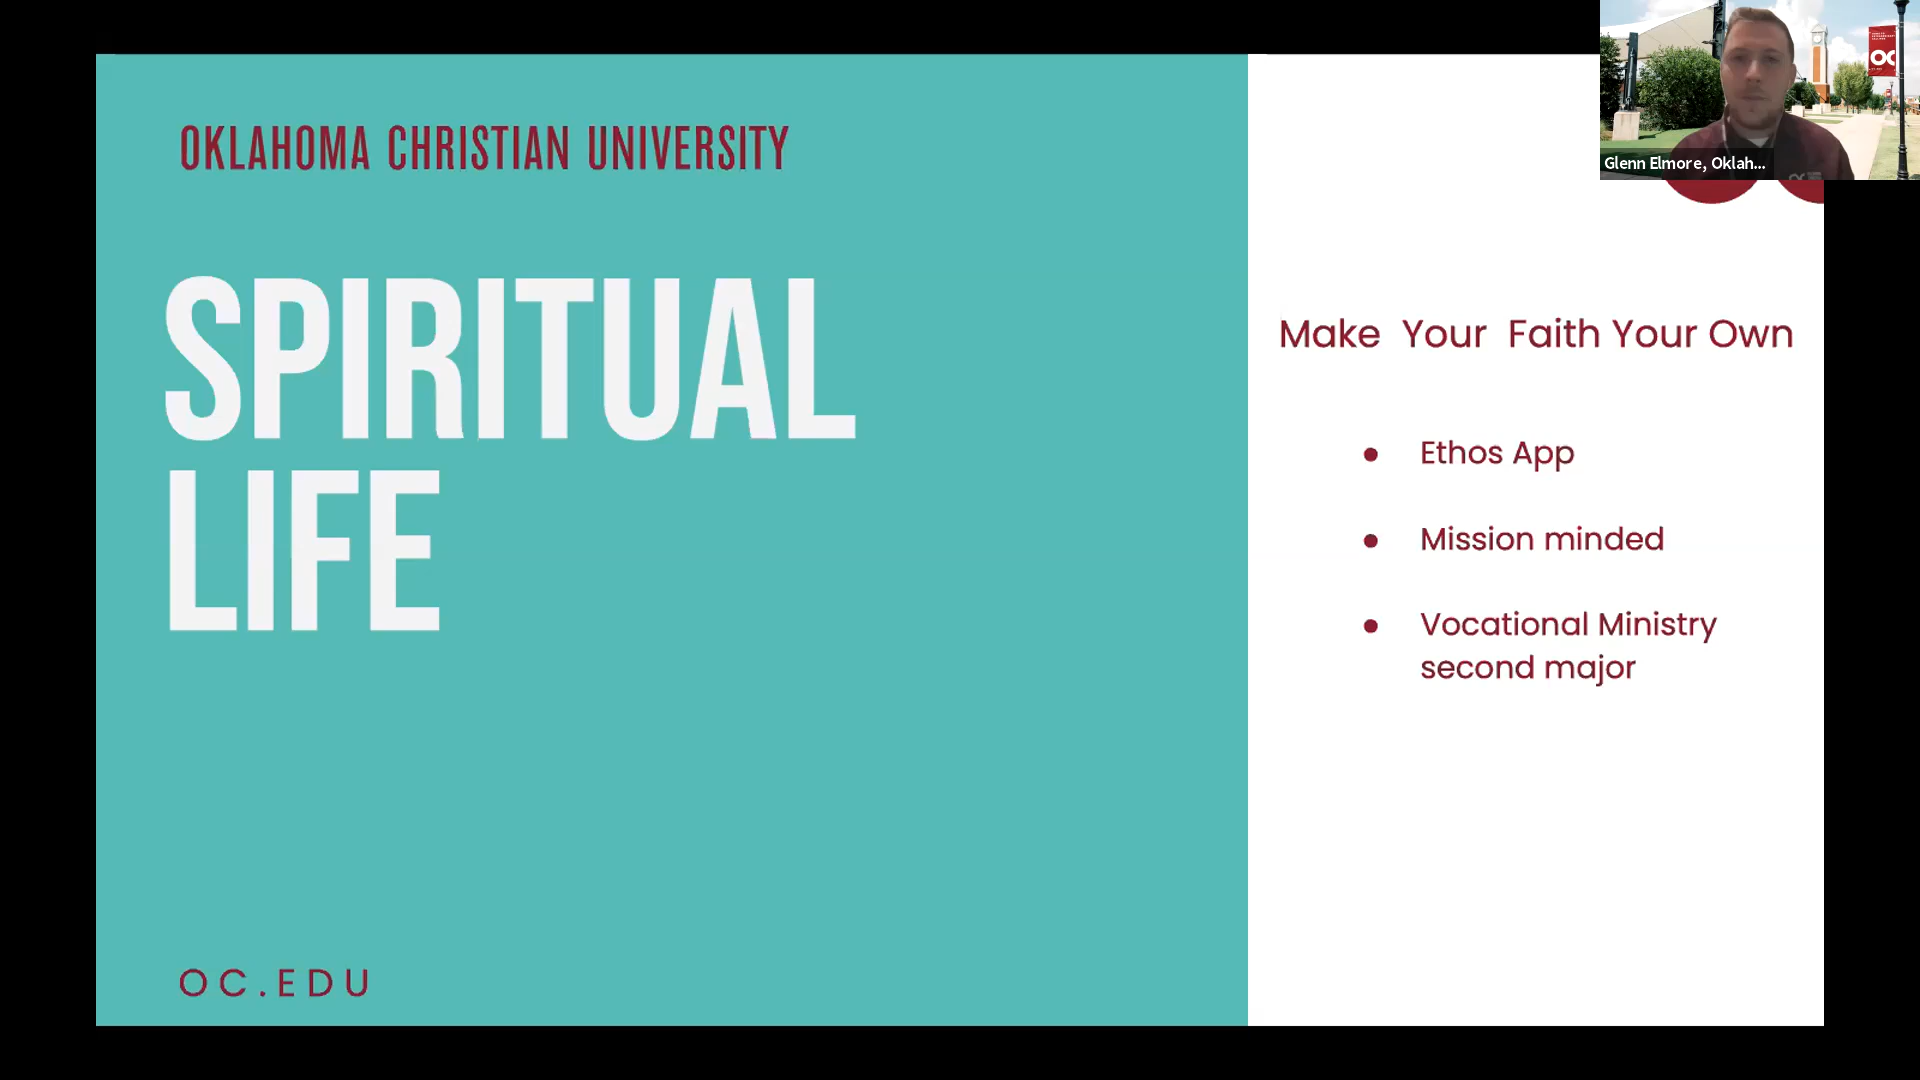 OKLAHOMA CHRISTIAN UNIVERSITY
SPIRITUAL
LIFE
OC.EDU
Make Your Faith Your Own
● Ethos App
● Mission minded
● Vocational Ministry
second major
Glenn Elmore, Oklah...
OC